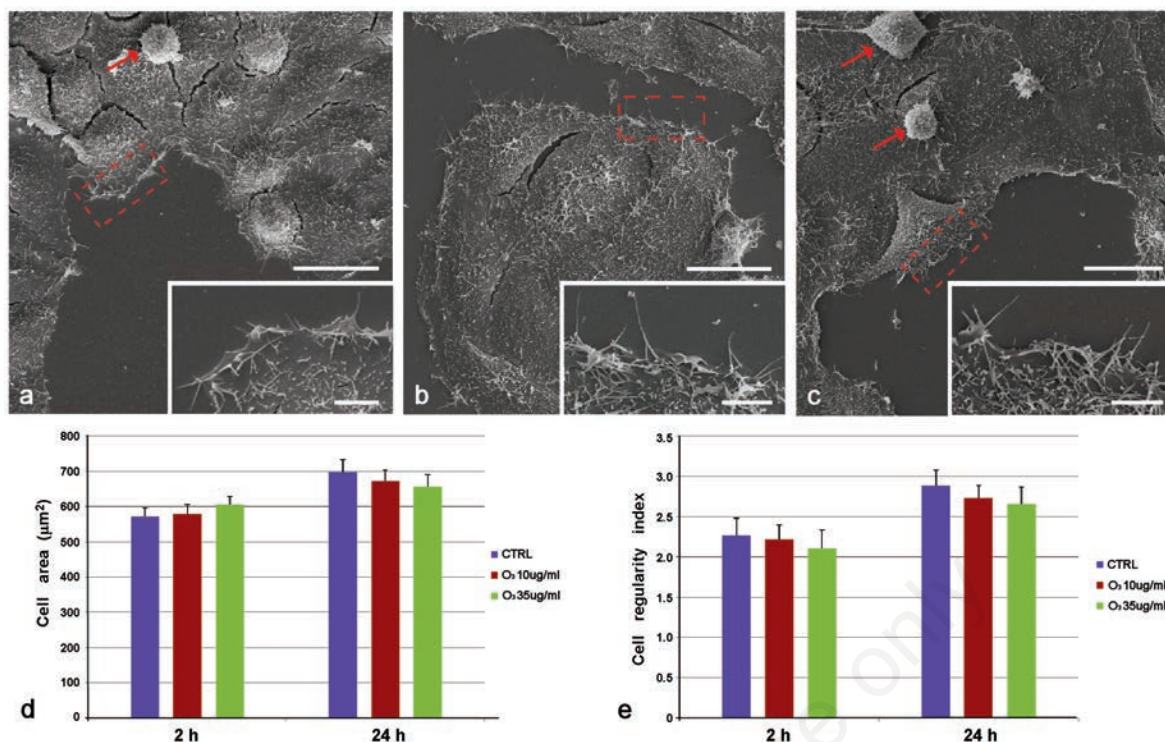 a
b
c
800
700
600
500
400
300
200
100
0
Cell area (µm²)
2 h
24 h
CTRL
O₃ 10ug/ml
O₃ 35ug/ml
d
3.5
3.0
2.5
2.0
1.5
1.0
0.5
0
Cell regularity index
2 h
24 h
CTRL
O₃ 10ug/ml
O₃ 35ug/ml
e
e only